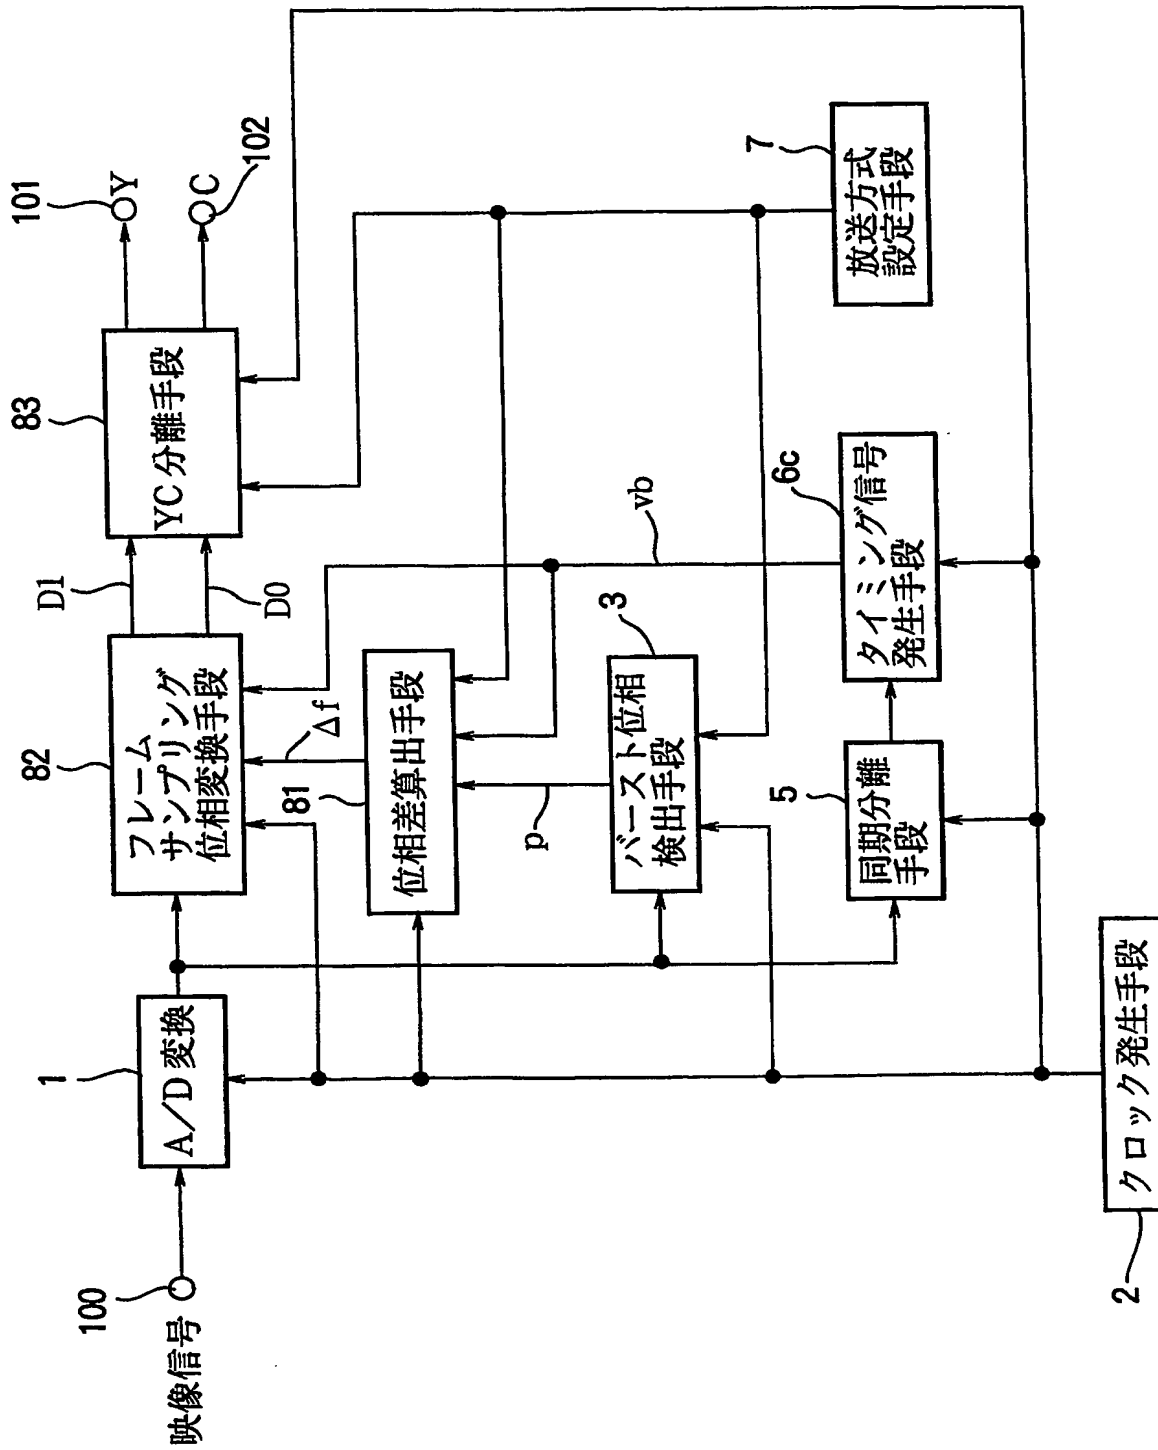 映像信号
100
1
A/D変換
82
フレーム
サンプリング
位相変換手段
D1
D0
83
YC分離手段
101
Y
C
102
Δf
81
位相差算出手段
p
3
バースト位相
検出手段
vb
7
放送方式
設定手段
5
同期分離
手段
6c
タイミング信号
発生手段
2
クロック発生手段